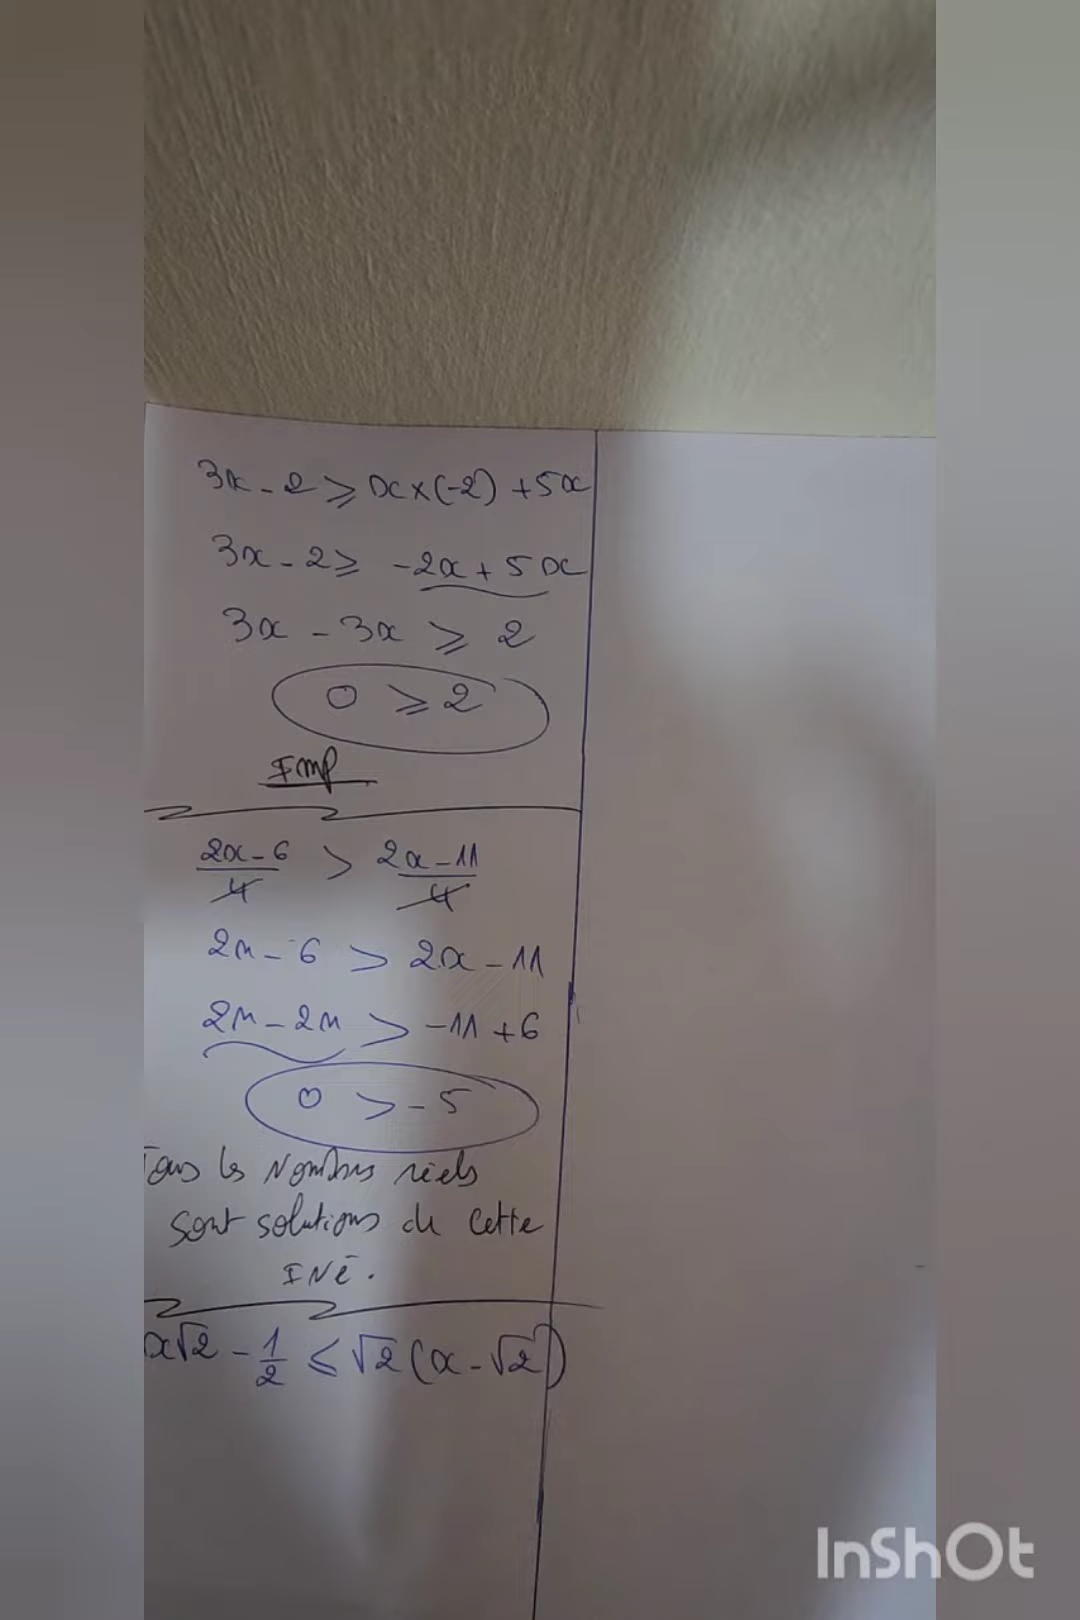 3x - 2 ⩾ x×(-2) + 5x
3x - 2 ⩾ -2x + 5x
3x - 3x ⩾ 2
0 ⩾ 2
Imp
2x - 6 / 4 > 2x - 11 / 4
2x - 6 > 2x - 11
2x - 2x > -11 + 6
0 > -5
Tous les Nombres réels
sont solutions de cette
INÉ.
x√2 - 1/2 ⩽ √2(x - √2)
InShOt